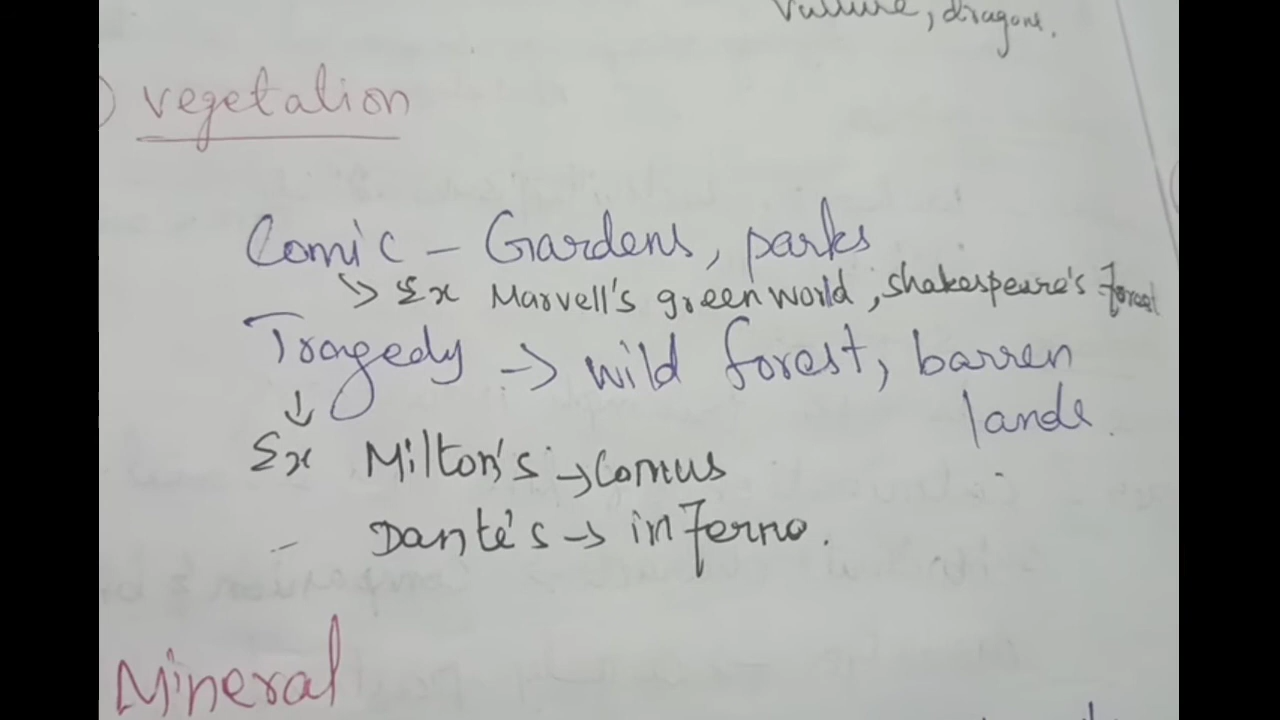 Vulture, dragons.
) vegetation
Comic – Gardens, parks
↳ Ex Marvell's green world, shakespeare's forest
Tragedy → wild forest, barren
lands.
↓
Ex Milton's → Comus
– Dante's → inferno.
Mineral